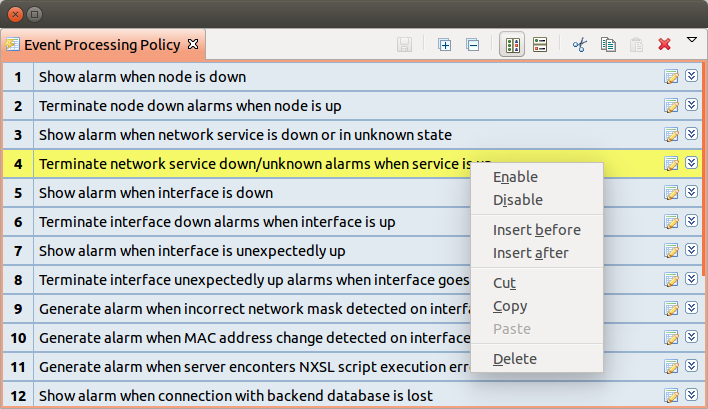 Event Processing Policy
1 Show alarm when node is down
2 Terminate node down alarms when node is up
3 Show alarm when network service is down or in unknown state
4 Terminate network service down/unknown alarms when service is
5 Show alarm when interface is down
6 Terminate interface down alarms when interface is up
7 Show alarm when interface is unexpectedly up
8 Terminate interface unexpectedly up alarms when interface goes
9 Generate alarm when incorrect network mask detected on interfa
10 Generate alarm when MAC address change detected on interface
11 Generate alarm when server enconters NXSL script execution err
12 Show alarm when connection with backend database is lost
Enable
Disable
Insert before
Insert after
Cut
Copy
Paste
Delete